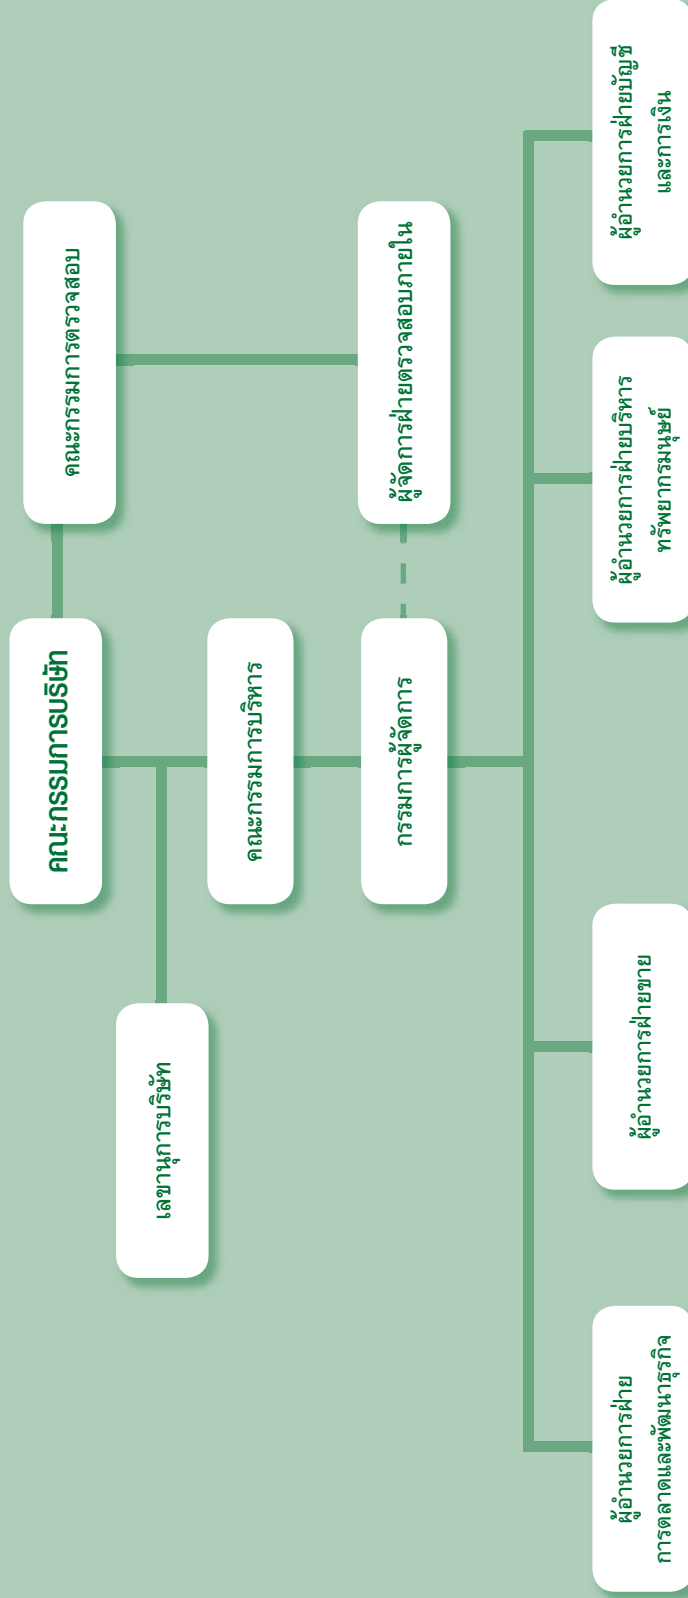 คณะกรรมการบริษัท
คณะกรรมการตรวจสอบ
เลขานุการบริษัท
คณะกรรมการบริหาร
กรรมการผู้จัดการ
ผู้จัดการฝ่ายตรวจสอบภายใน
ผู้อำนวยการฝ่าย
การตลาดและพัฒนาธุรกิจ
ผู้อำนวยการฝ่ายขาย
ผู้อำนวยการฝ่ายบริหาร
ทรัพยากรมนุษย์
ผู้อำนวยการฝ่ายบัญชี
และการเงิน